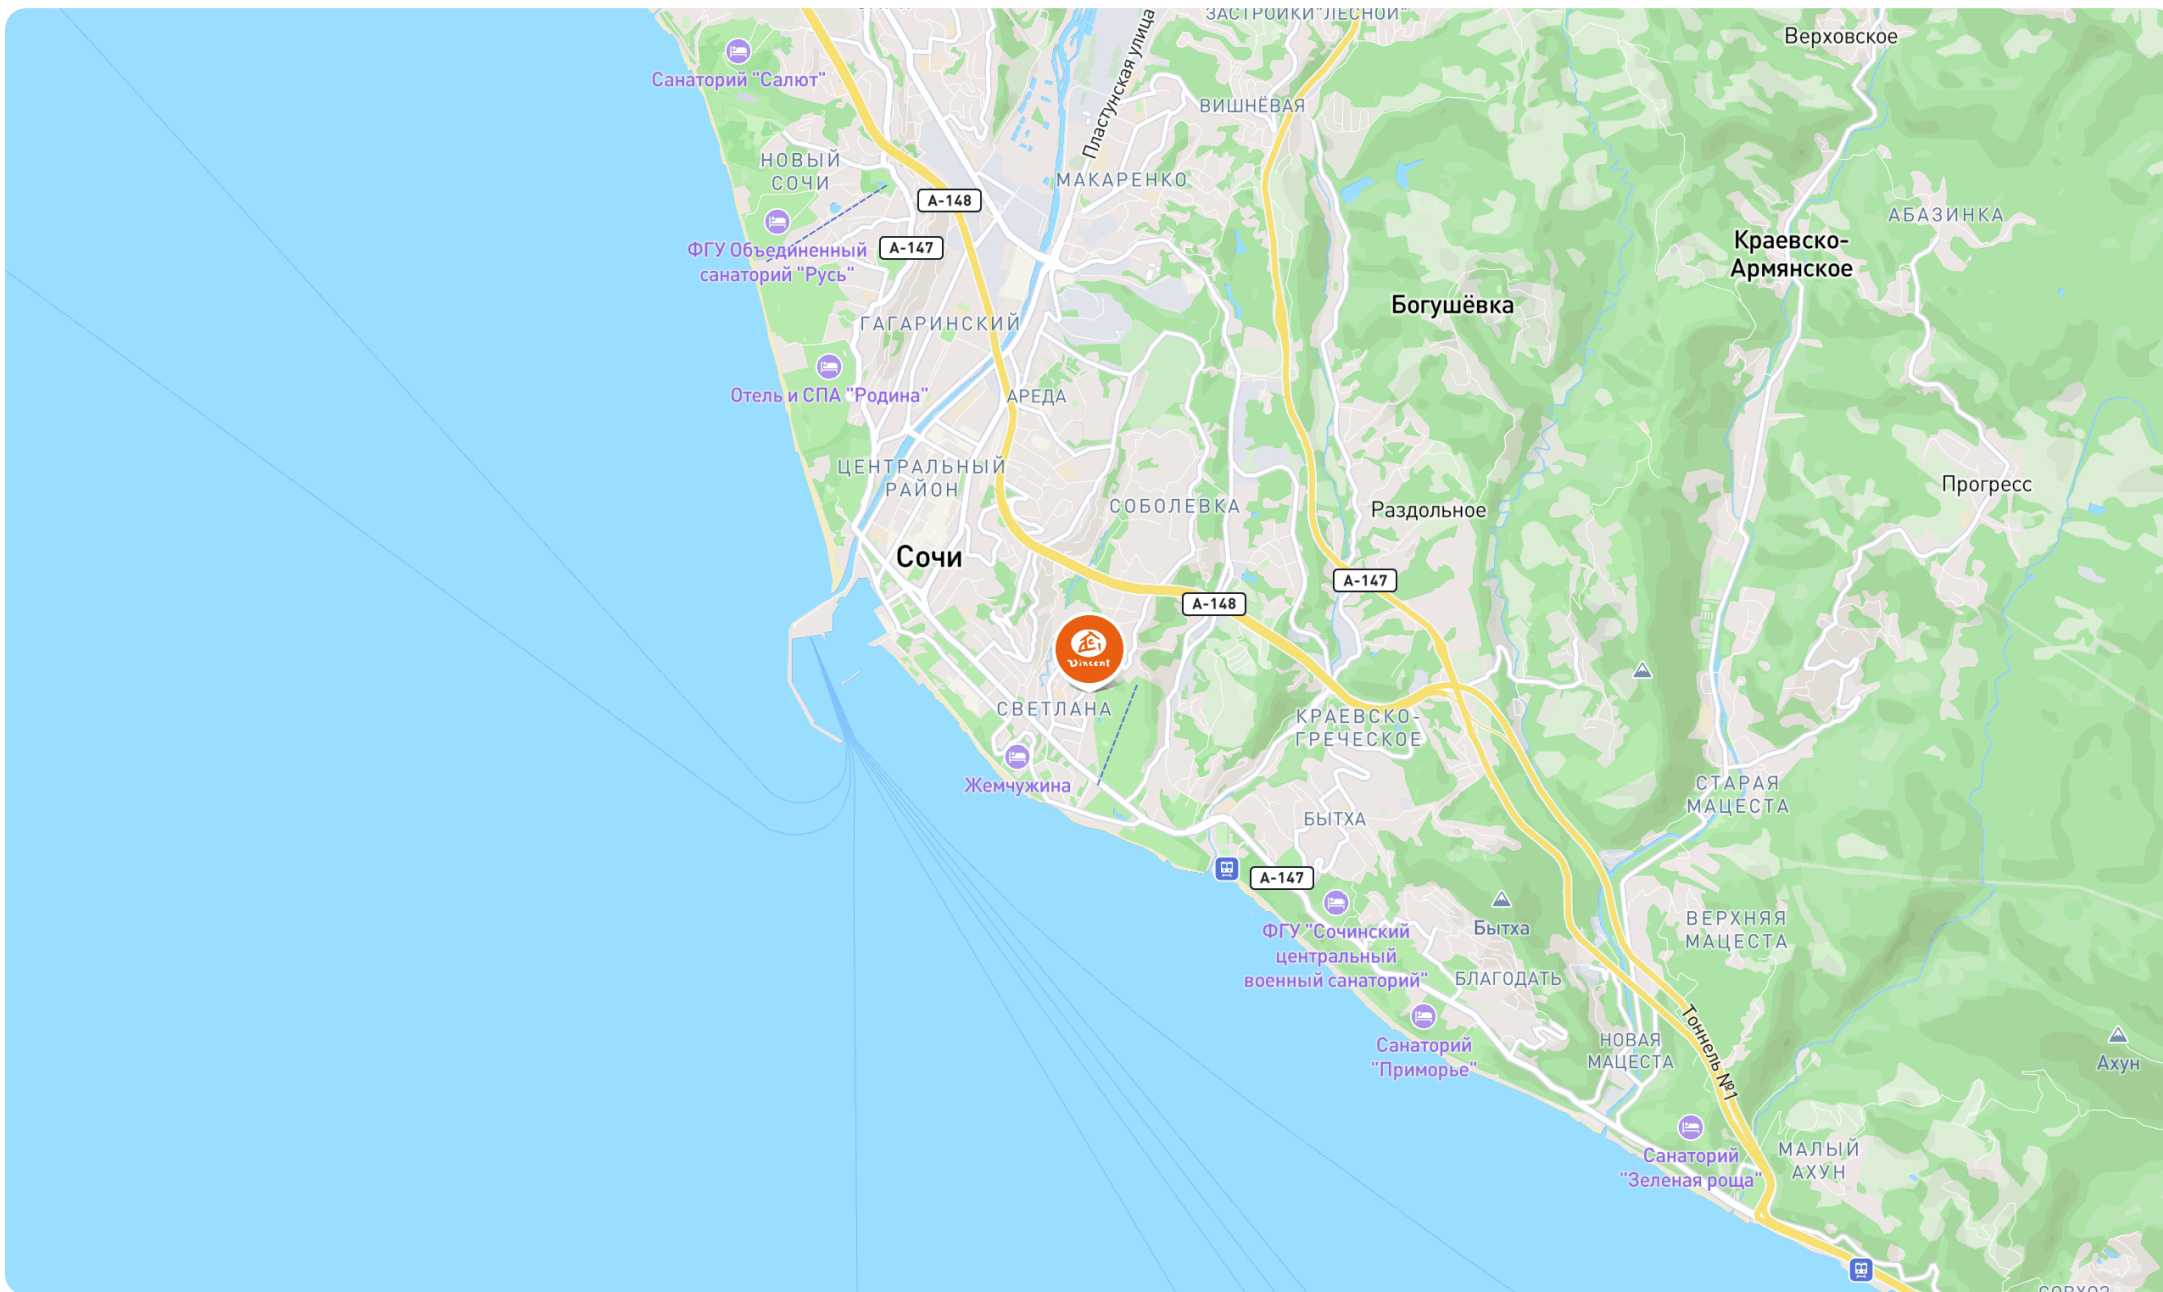 ЗАСТРОЙКИ"ЛЕСНОЙ"
Верховское
Санаторий "Салют"
Пластунская улица
ВИШНЁВАЯ
НОВЫЙ
СОЧИ
МАКАРЕНКО
А-148
АБАЗИНКА
ФГУ Объединенный
санаторий "Русь"
А-147
Краевско-
Армянское
Богушёвка
ГАГАРИНСКИЙ
Отель и СПА "Родина"
АРЕДА
ЦЕНТРАЛЬНЫЙ
РАЙОН
СОБОЛЕВКА
Раздольное
Прогресс
Сочи
А-147
А-148
Vincent
СВЕТЛАНА
КРАЕВСКО-
ГРЕЧЕСКОЕ
Жемчужина
СТАРАЯ
МАЦЕСТА
БЫТХА
А-147
ФГУ "Сочинский
центральный
военный санаторий"
Бытха
ВЕРХНЯЯ
МАЦЕСТА
БЛАГОДАТЬ
Санаторий
"Приморье"
НОВАЯ
МАЦЕСТА
Тоннель №1
Ахун
Санаторий
"Зеленая роща"
МАЛЫЙ
АХУН
СОВХОЗ